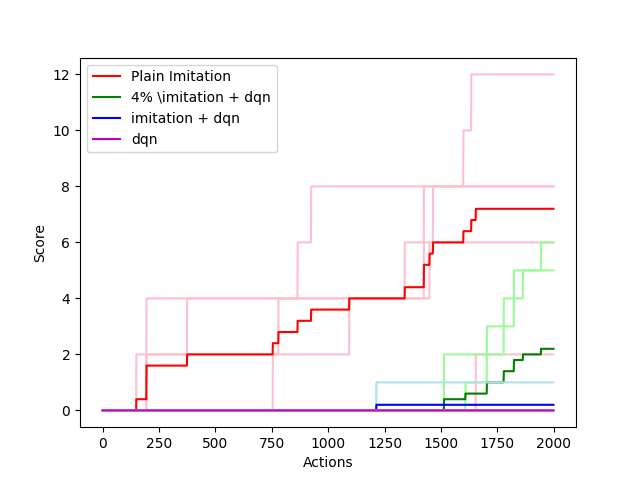 Plain Imitation
4% \imitation + dqn
imitation + dqn
dqn
12
10
8
6
4
2
0
Score
0
250
500
750
1000
1250
1500
1750
2000
Actions